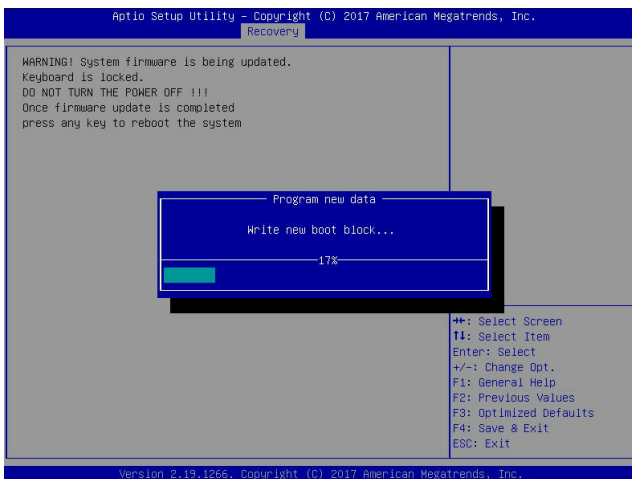 Aptio Setup Utility – Copyright (C) 2017 American Megatrends, Inc.
Recovery
WARNING! System firmware is being updated.
Keyboard is locked.
DO NOT TURN THE POWER OFF !!!
Once firmware update is completed
press any key to reboot the system
Program new data
Write new boot block...
17%
→←: Select Screen
↑↓: Select Item
Enter: Select
+/-: Change Opt.
F1: General Help
F2: Previous Values
F3: Optimized Defaults
F4: Save & Exit
ESC: Exit
Version 2.19.1266. Copyright (C) 2017 American Megatrends, Inc.